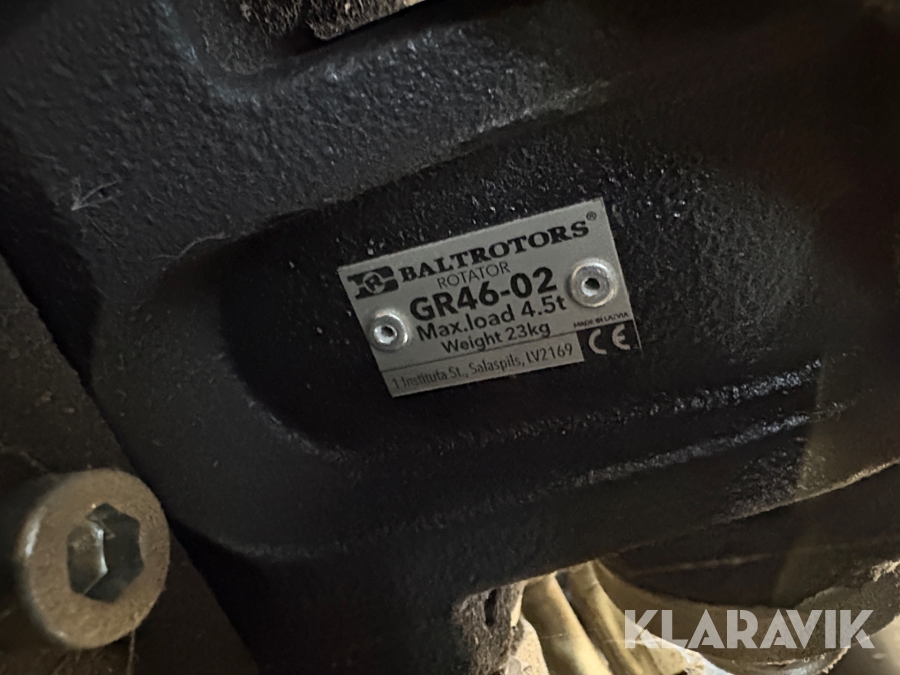 BALTROTORS®
ROTATOR
GR46-02
Max.load 4.5t
Weight 23kg
MADE IN LATVIA
1 Instituta St., Salaspils, LV2169
CE
KLARAVIK